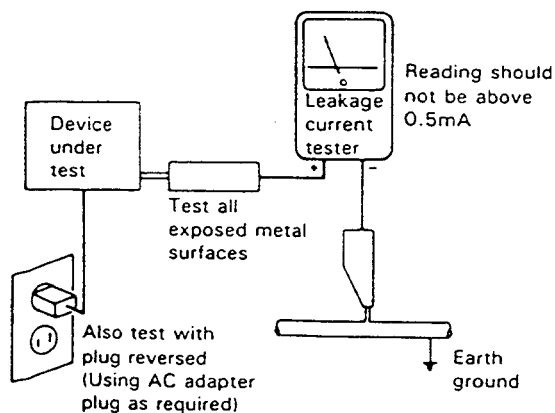 Device
under
test
Leakage
current
tester
+
−
Reading should
not be above
0.5mA
Test all
exposed metal
surfaces
Also test with
plug reversed
(Using AC adapter
plug as required)
Earth
ground